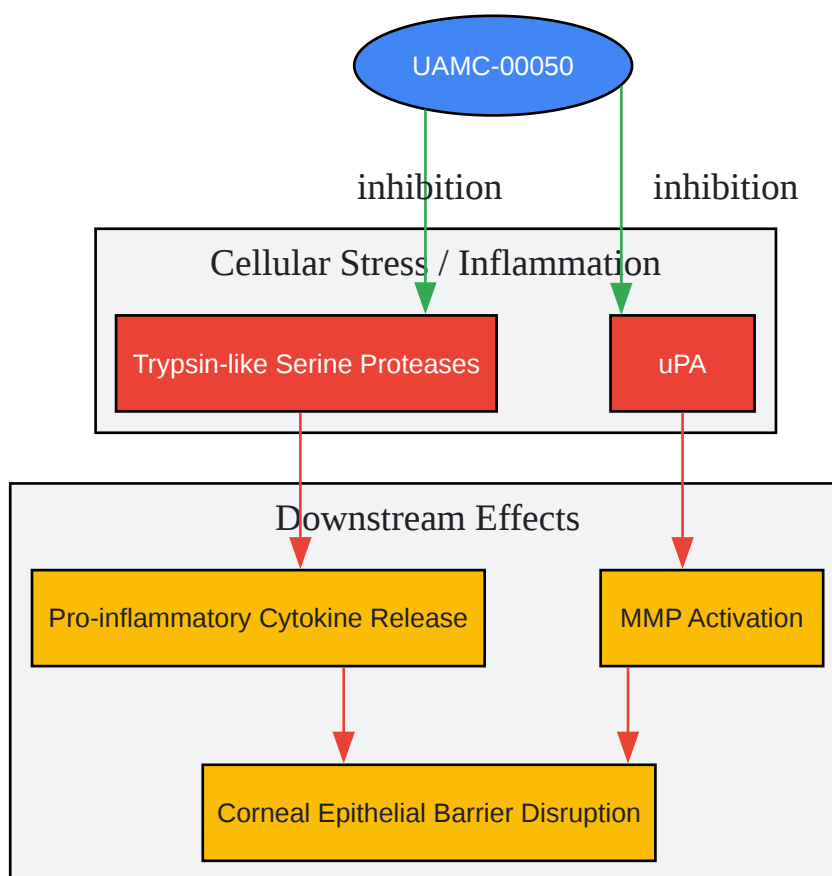 UAMC-00050
inhibition
inhibition
Cellular Stress / Inflammation
Trypsin-like Serine Proteases
uPA
Downstream Effects
Pro-inflammatory Cytokine Release
MMP Activation
Corneal Epithelial Barrier Disruption